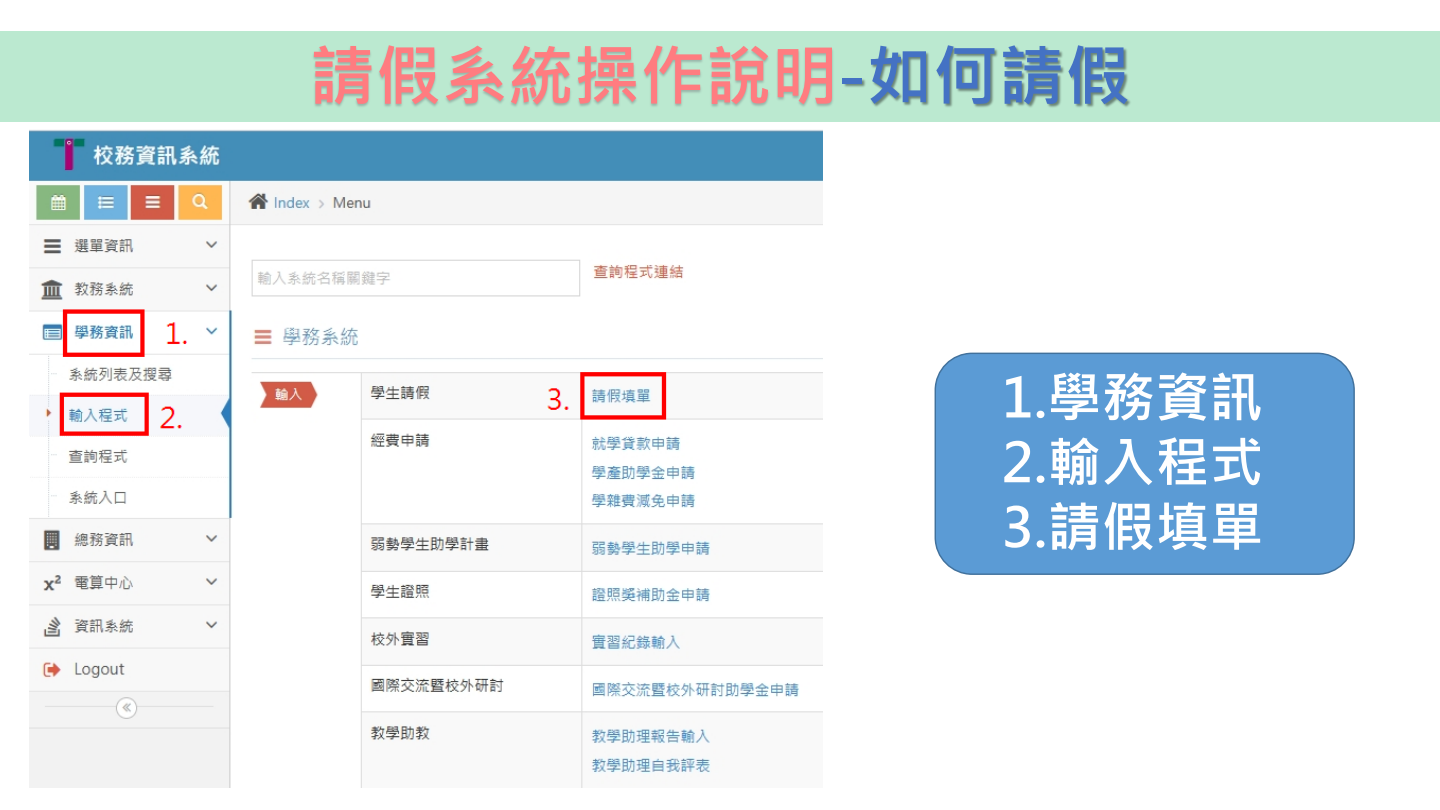 請假系統操作說明-如何請假
校務資訊系統
Index > Menu
選單資訊
教務系統
學務資訊 1.
系統列表及搜尋
輸入程式 2.
查詢程式
系統入口
總務資訊
x² 電算中心
資訊系統
Logout
輸入系統名稱關鍵字 查詢程式連結
學務系統
輸入 學生請假 3. 請假填單
經費申請 就學貸款申請
學產助學金申請
學雜費減免申請
弱勢學生助學計畫 弱勢學生助學申請
學生證照 證照獎補助金申請
校外實習 實習紀錄輸入
國際交流暨校外研討 國際交流暨校外研討助學金申請
教學助教 教學助理報告輸入
教學助理自我評表
1.學務資訊
2.輸入程式
3.請假填單